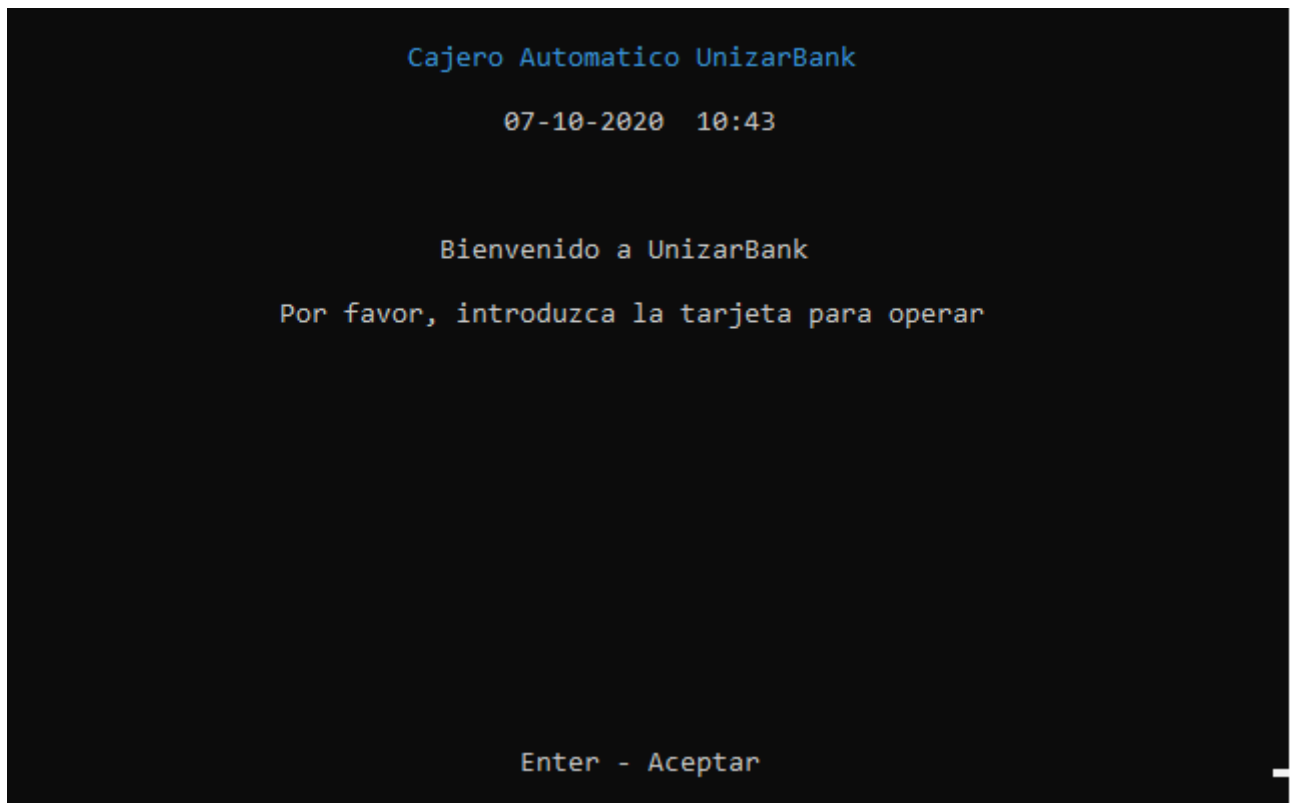 Cajero Automatico UnizarBank
07-10-2020  10:43
Bienvenido a UnizarBank
Por favor, introduzca la tarjeta para operar
Enter - Aceptar